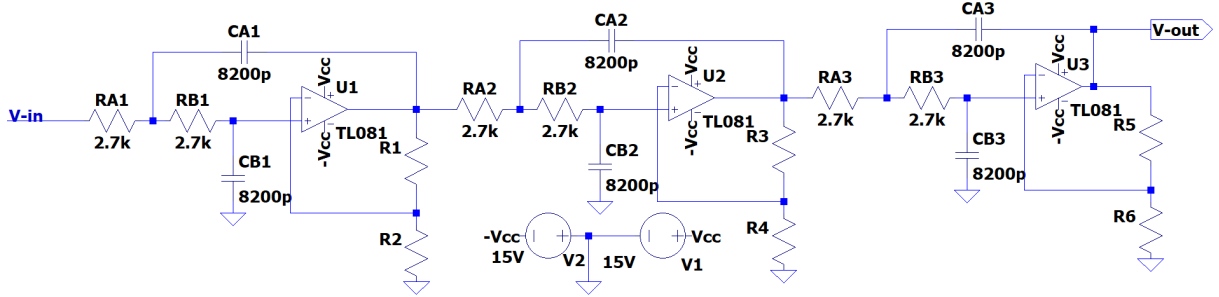 V-in
RA1
2.7k
CA1
8200p
RB1
2.7k
CB1
8200p
Vcc
U1
+
-
-
+
TL081
-Vcc
R1
R2
RA2
2.7k
CA2
8200p
RB2
2.7k
CB2
8200p
Vcc
U2
+
-
-
+
TL081
-Vcc
R3
R4
RA3
2.7k
CA3
8200p
RB3
2.7k
CB3
8200p
Vcc
U3
+
-
-
+
TL081
-Vcc
R5
R6
V-out
-Vcc
15V
- +
V2
15V
- +
Vcc
V1